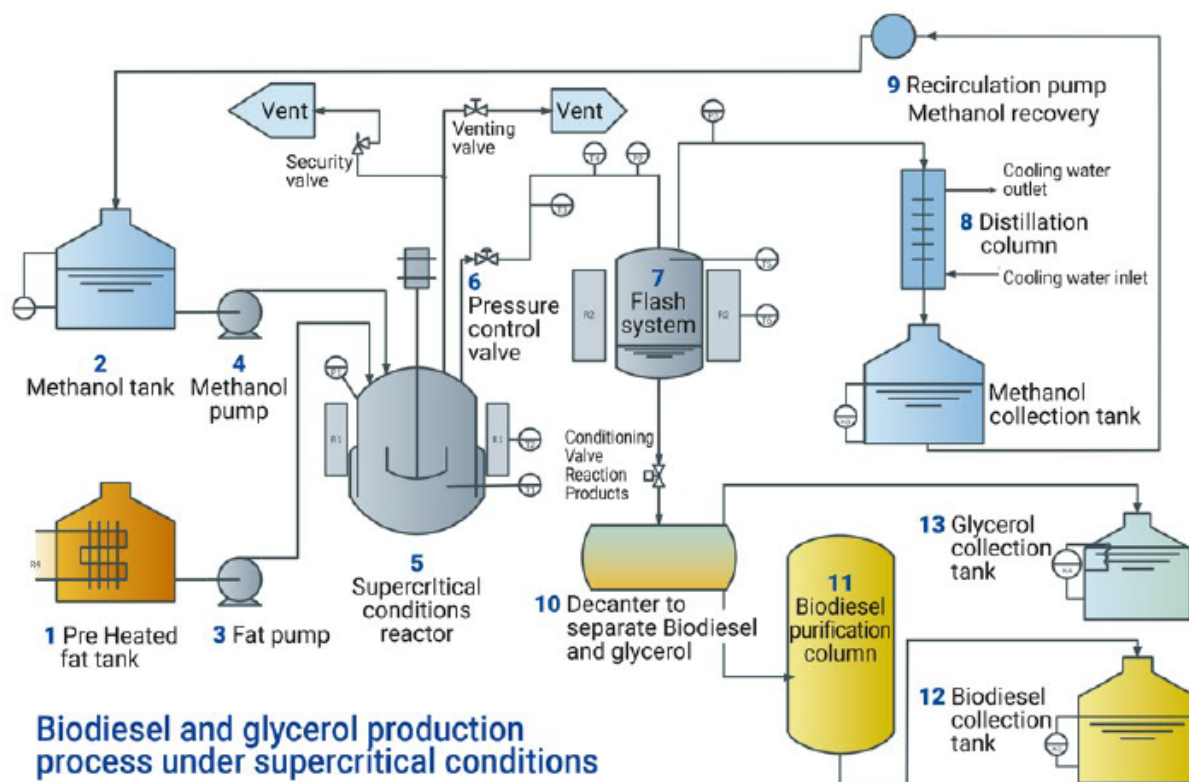 9 Recirculation pump
Methanol recovery
Vent
Vent
Venting
valve
Security
valve
Cooling water
outlet
8 Distillation
column
Cooling water inlet
2
Methanol tank
4
Methanol
pump
6
Pressure
control
valve
7
Flash
system
R2
R2
Methanol
collection tank
R1
R1
Conditioning
Valve
Reaction
Products
R4
1 Pre Heated
fat tank
3 Fat pump
5
Supercrltical
conditions
reactor
10 Decanter to
separate Biodiesel
and glycerol
11
Biodiesel
purification
column
13 Glycerol
collection
tank
12 Biodiesel
collection
tank
Biodiesel and glycerol production
process under supercritical conditions